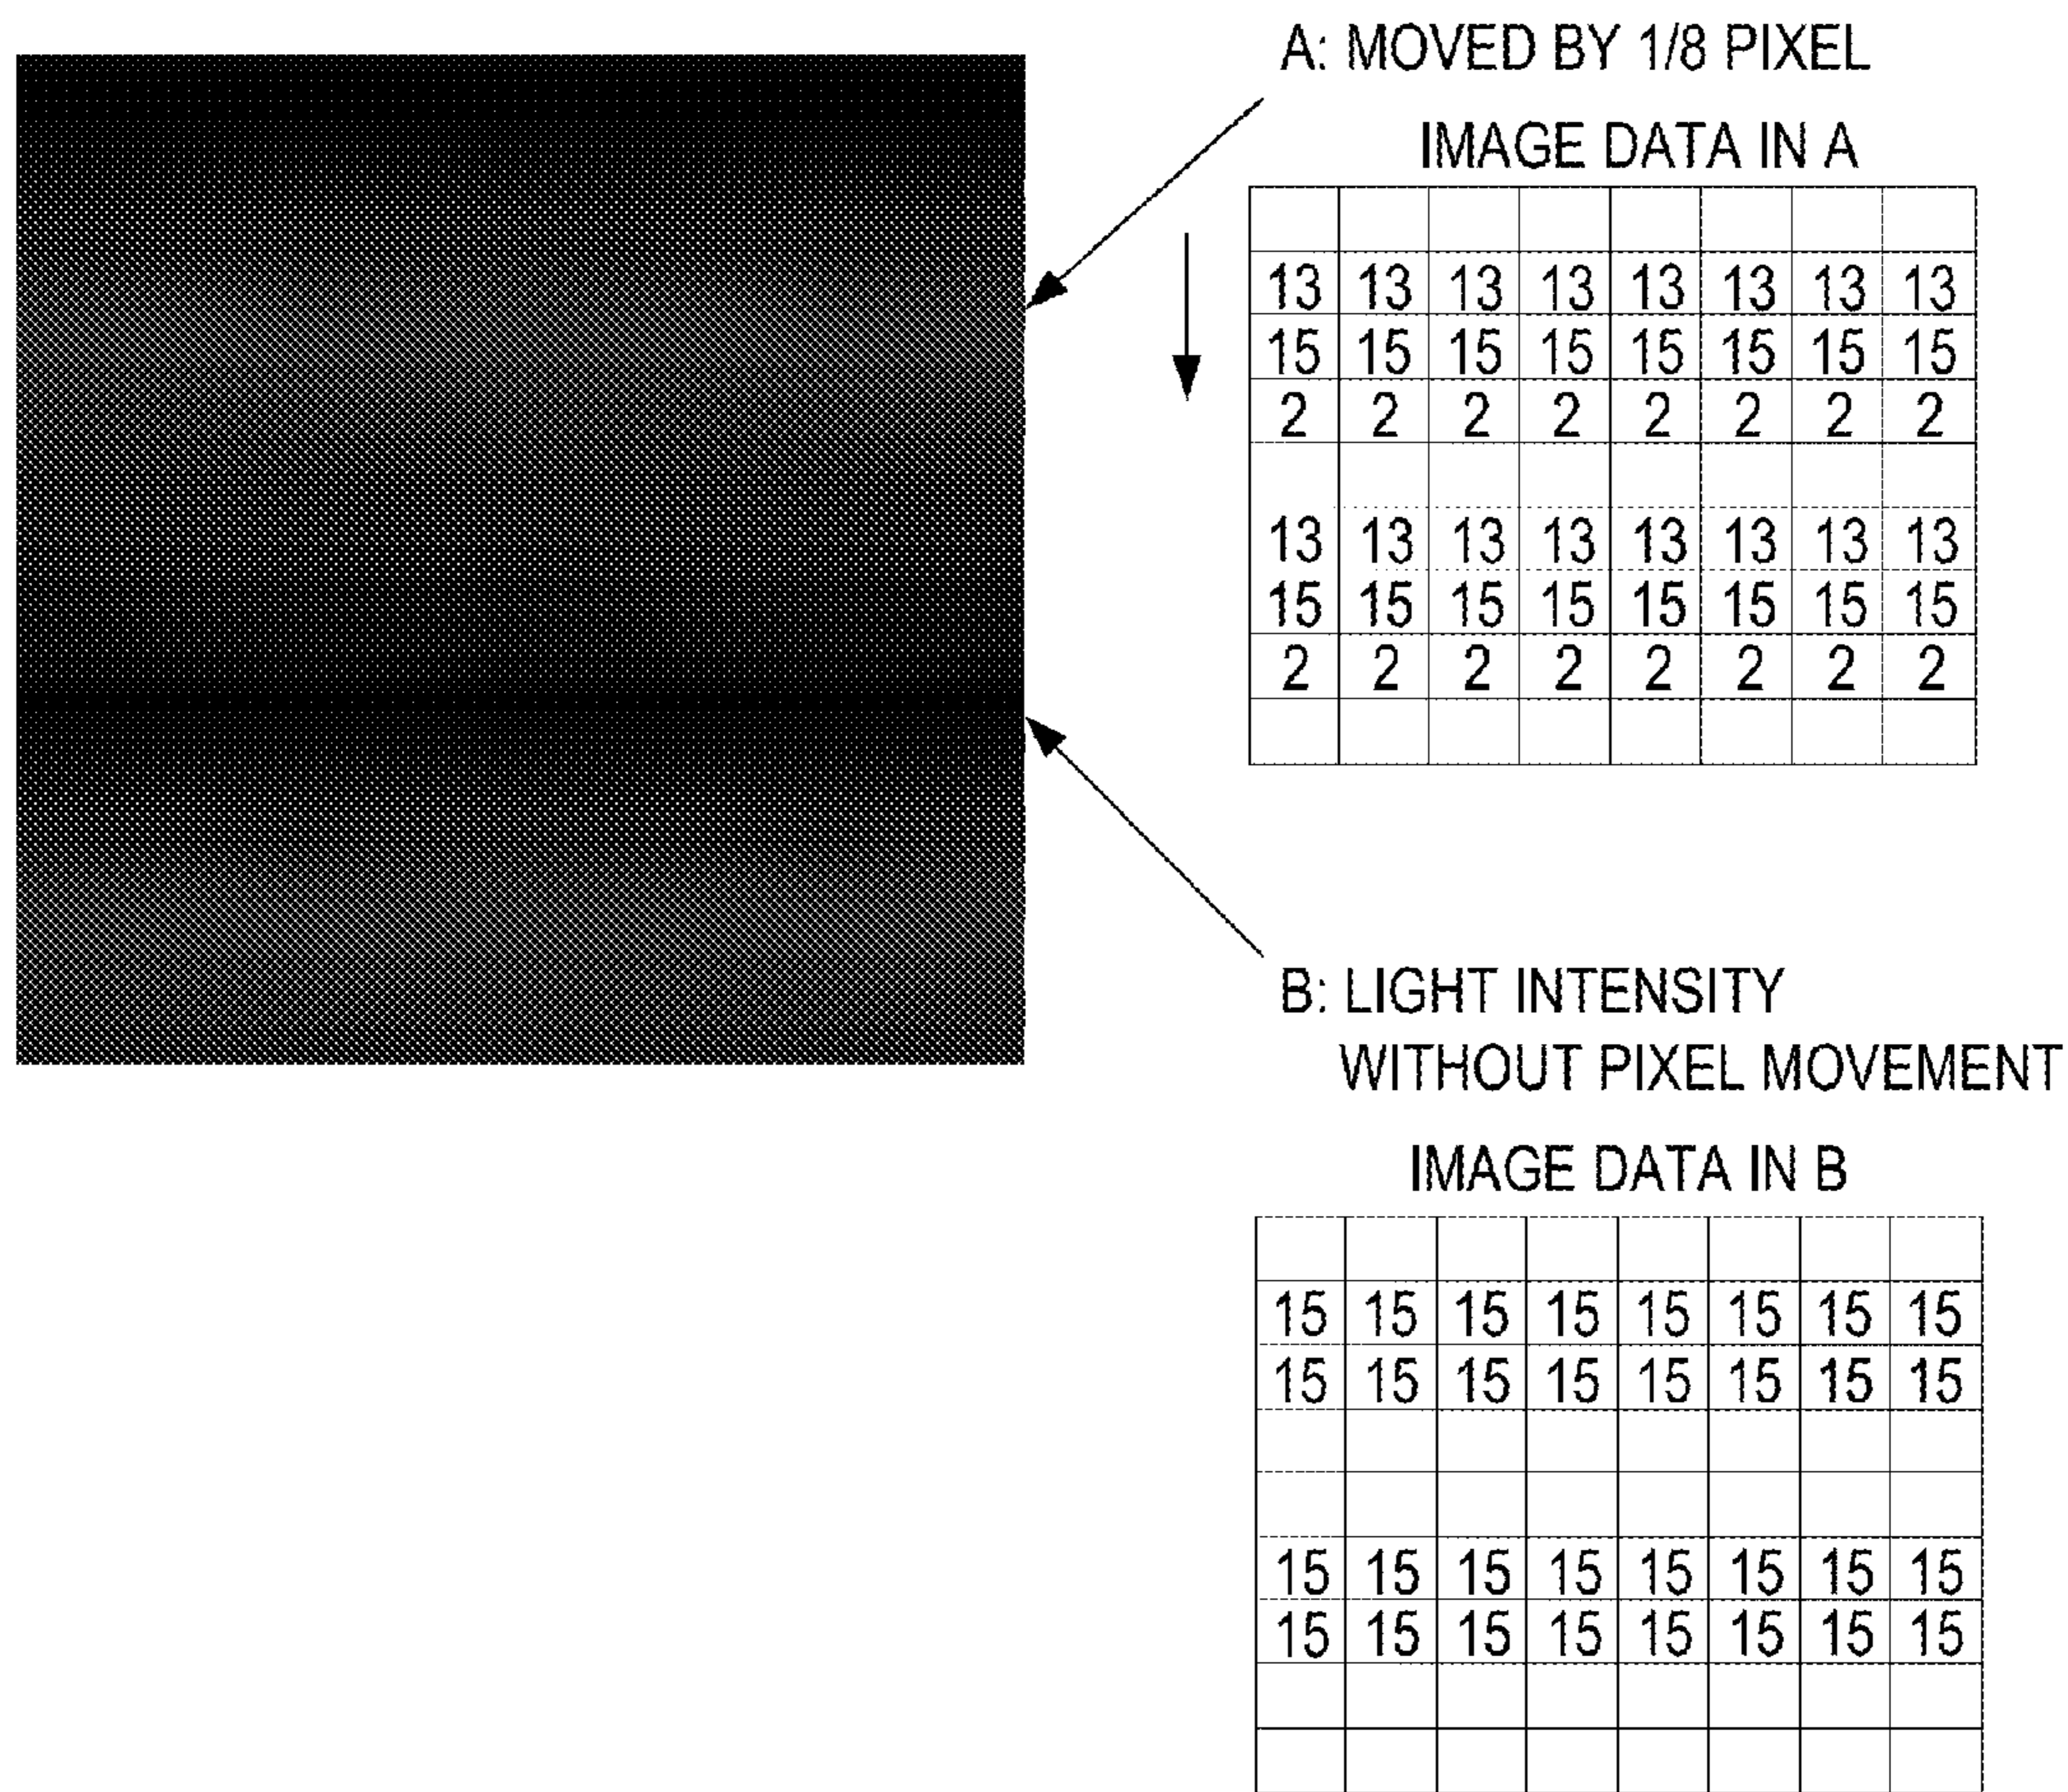 A: MOVED BY 1/8 PIXEL
IMAGE DATA IN A
13 13 13 13 13 13 13 13
15 15 15 15 15 15 15 15
2 2 2 2 2 2 2 2
13 13 13 13 13 13 13 13
15 15 15 15 15 15 15 15
2 2 2 2 2 2 2 2
B: LIGHT INTENSITY
WITHOUT PIXEL MOVEMENT
IMAGE DATA IN B
15 15 15 15 15 15 15 15
15 15 15 15 15 15 15 15
15 15 15 15 15 15 15 15
15 15 15 15 15 15 15 15